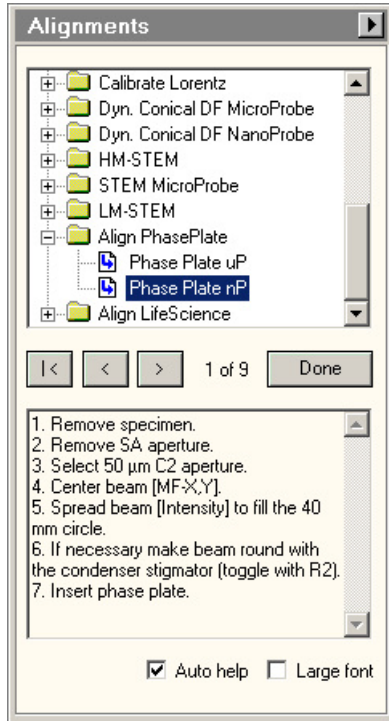 Alignments
Calibrate Lorentz
Dyn. Conical DF MicroProbe
Dyn. Conical DF NanoProbe
HM-STEM
STEM MicroProbe
LM-STEM
Align PhasePlate
Phase Plate uP
Phase Plate nP
Align LifeScience
|< < > 1 of 9 Done
1. Remove specimen.
2. Remove SA aperture.
3. Select 50 µm C2 aperture.
4. Center beam [MF-X,Y].
5. Spread beam [Intensity] to fill the 40
mm circle.
6. If necessary make beam round with
the condenser stigmator (toggle with R2).
7. Insert phase plate.
Auto help Large font